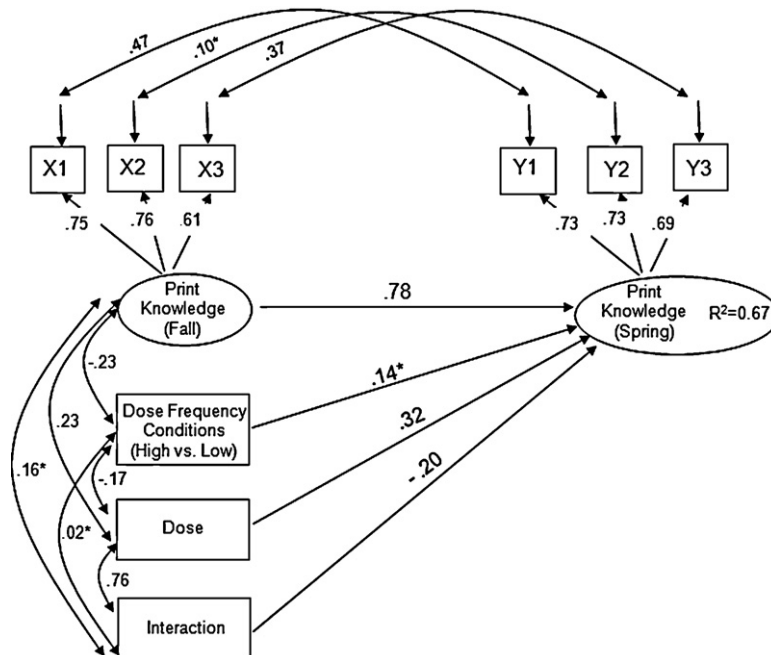 .47
.10*
.37
X1
X2
X3
Y1
Y2
Y3
.75
.76
.61
.73
.73
.69
Print
Knowledge
(Fall)
.78
Print
Knowledge
(Spring)
R²=0.67
-.23
.14*
Dose Frequency
Conditions
(High vs. Low)
.23
.32
-.17
.16*
-.20
Dose
.02*
.76
Interaction